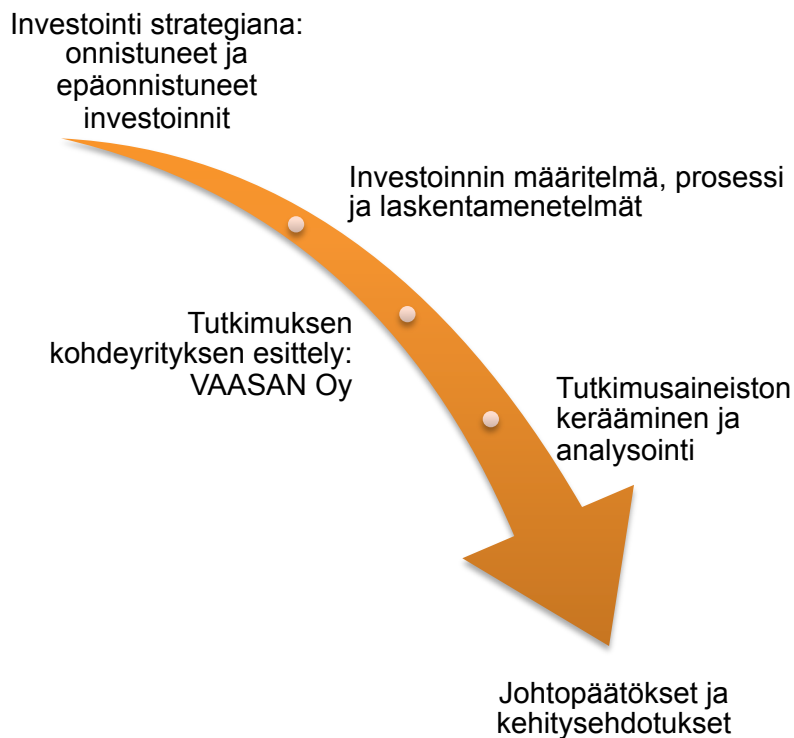 Investointi strategiana:
onnistuneet ja
epäonnistuneet
investoinnit
Investoinnin määritelmä, prosessi
ja laskentamenetelmät
Tutkimuksen
kohdeyrityksen esittely:
VAASAN Oy
Tutkimusaineiston
kerääminen ja
analysointi
Johtopäätökset ja
kehitysehdotukset